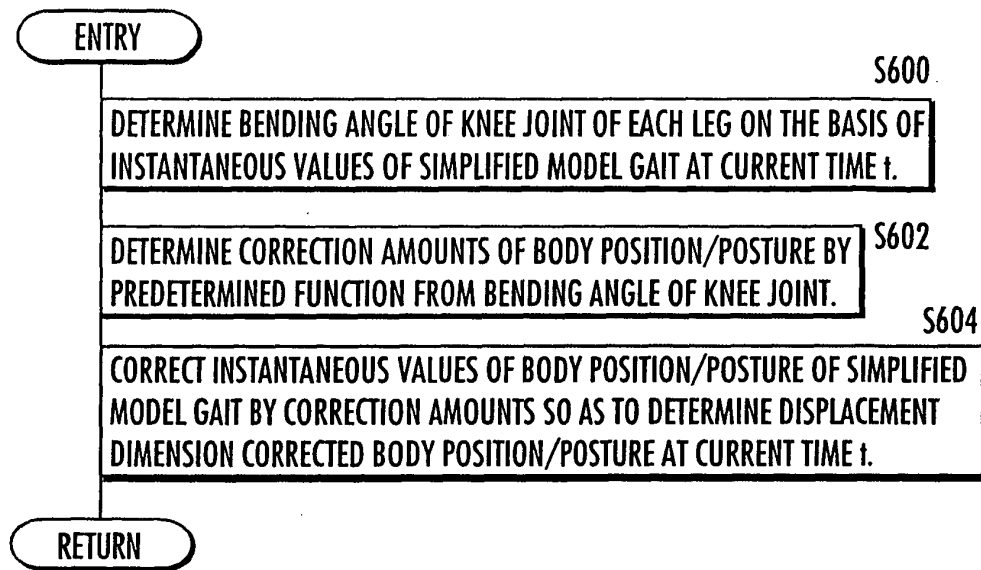 ENTRY
S600
DETERMINE BENDING ANGLE OF KNEE JOINT OF EACH LEG ON THE BASIS OF
INSTANTANEOUS VALUES OF SIMPLIFIED MODEL GAIT AT CURRENT TIME t.
S602
DETERMINE CORRECTION AMOUNTS OF BODY POSITION/POSTURE BY
PREDETERMINED FUNCTION FROM BENDING ANGLE OF KNEE JOINT.
S604
CORRECT INSTANTANEOUS VALUES OF BODY POSITION/POSTURE OF SIMPLIFIED
MODEL GAIT BY CORRECTION AMOUNTS SO AS TO DETERMINE DISPLACEMENT
DIMENSION CORRECTED BODY POSITION/POSTURE AT CURRENT TIME t.
RETURN